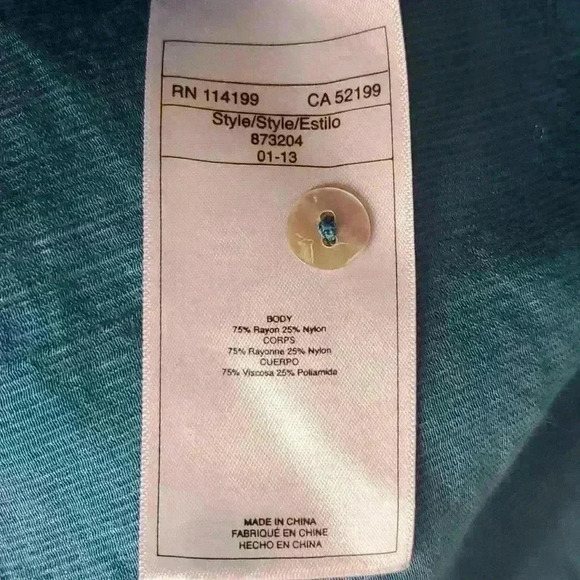 RN 114199 CA 52199
Style/Style/Estilo
873204
01-13
BODY
75% Rayon 25% Nylon
CORPS
75% Rayonne 25% Nylon
CUERPO
75% Viscosa 25% Poliamida
MADE IN CHINA
FABRIQUÉ EN CHINE
HECHO EN CHINA